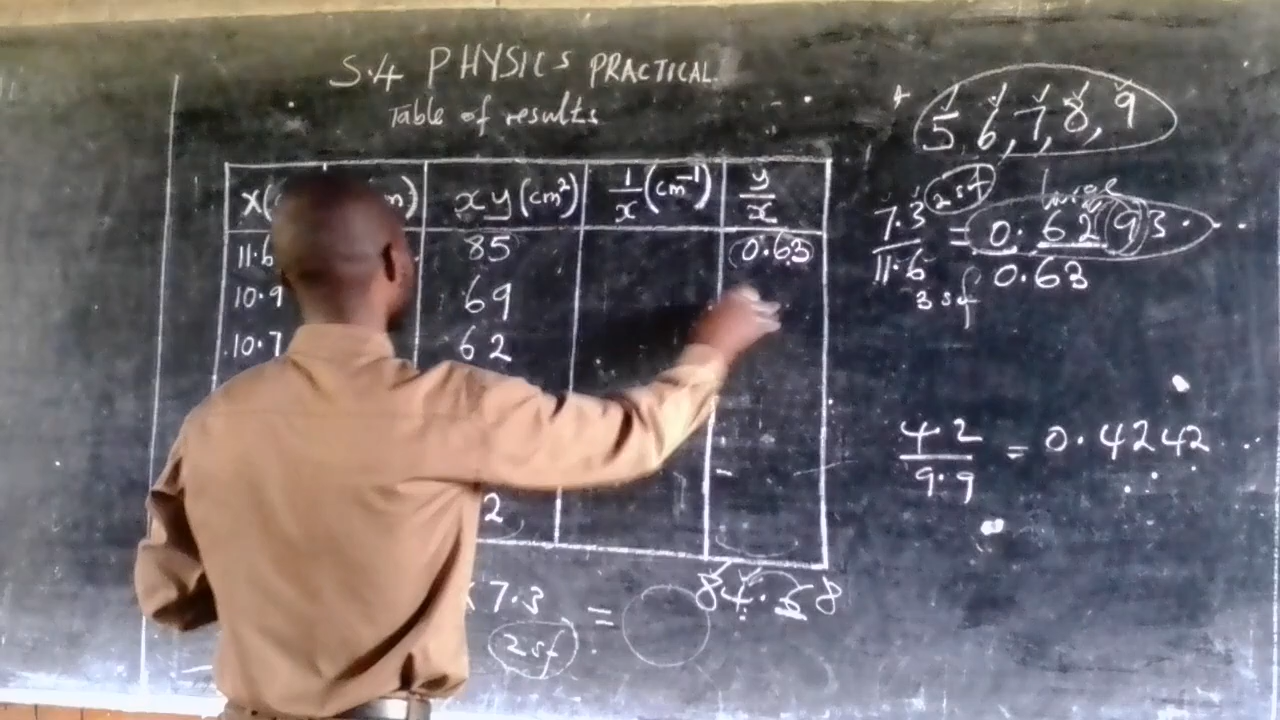 S.4 PHYSICS PRACTICAL.
Table of results
x( m) xy (cm²) 1/x (cm⁻¹) y/x
11.6 85 0.63
10.9 69
10.7 62
2
5, 6, 7, 8, 9
2sf
7.3/11.6 = 0.6293...
3sf 0.63
4.2/9.9 = 0.4242...
x 7.3 = 84.68
2sf